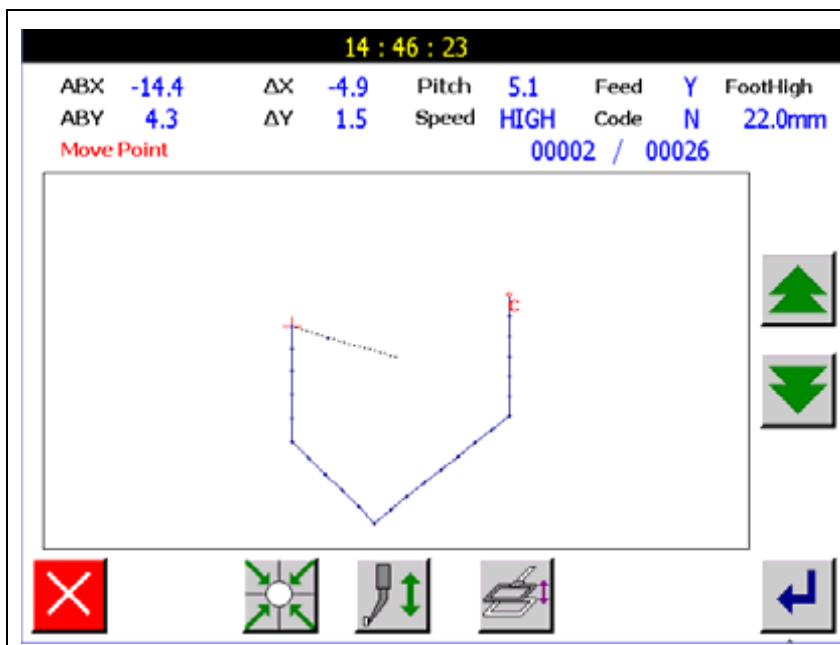 14 : 46 : 23
ABX -14.4 ΔX -4.9 Pitch 5.1 Feed Y FootHigh
ABY 4.3 ΔY 1.5 Speed HIGH Code N 22.0mm
Move Point 00002 / 00026
C